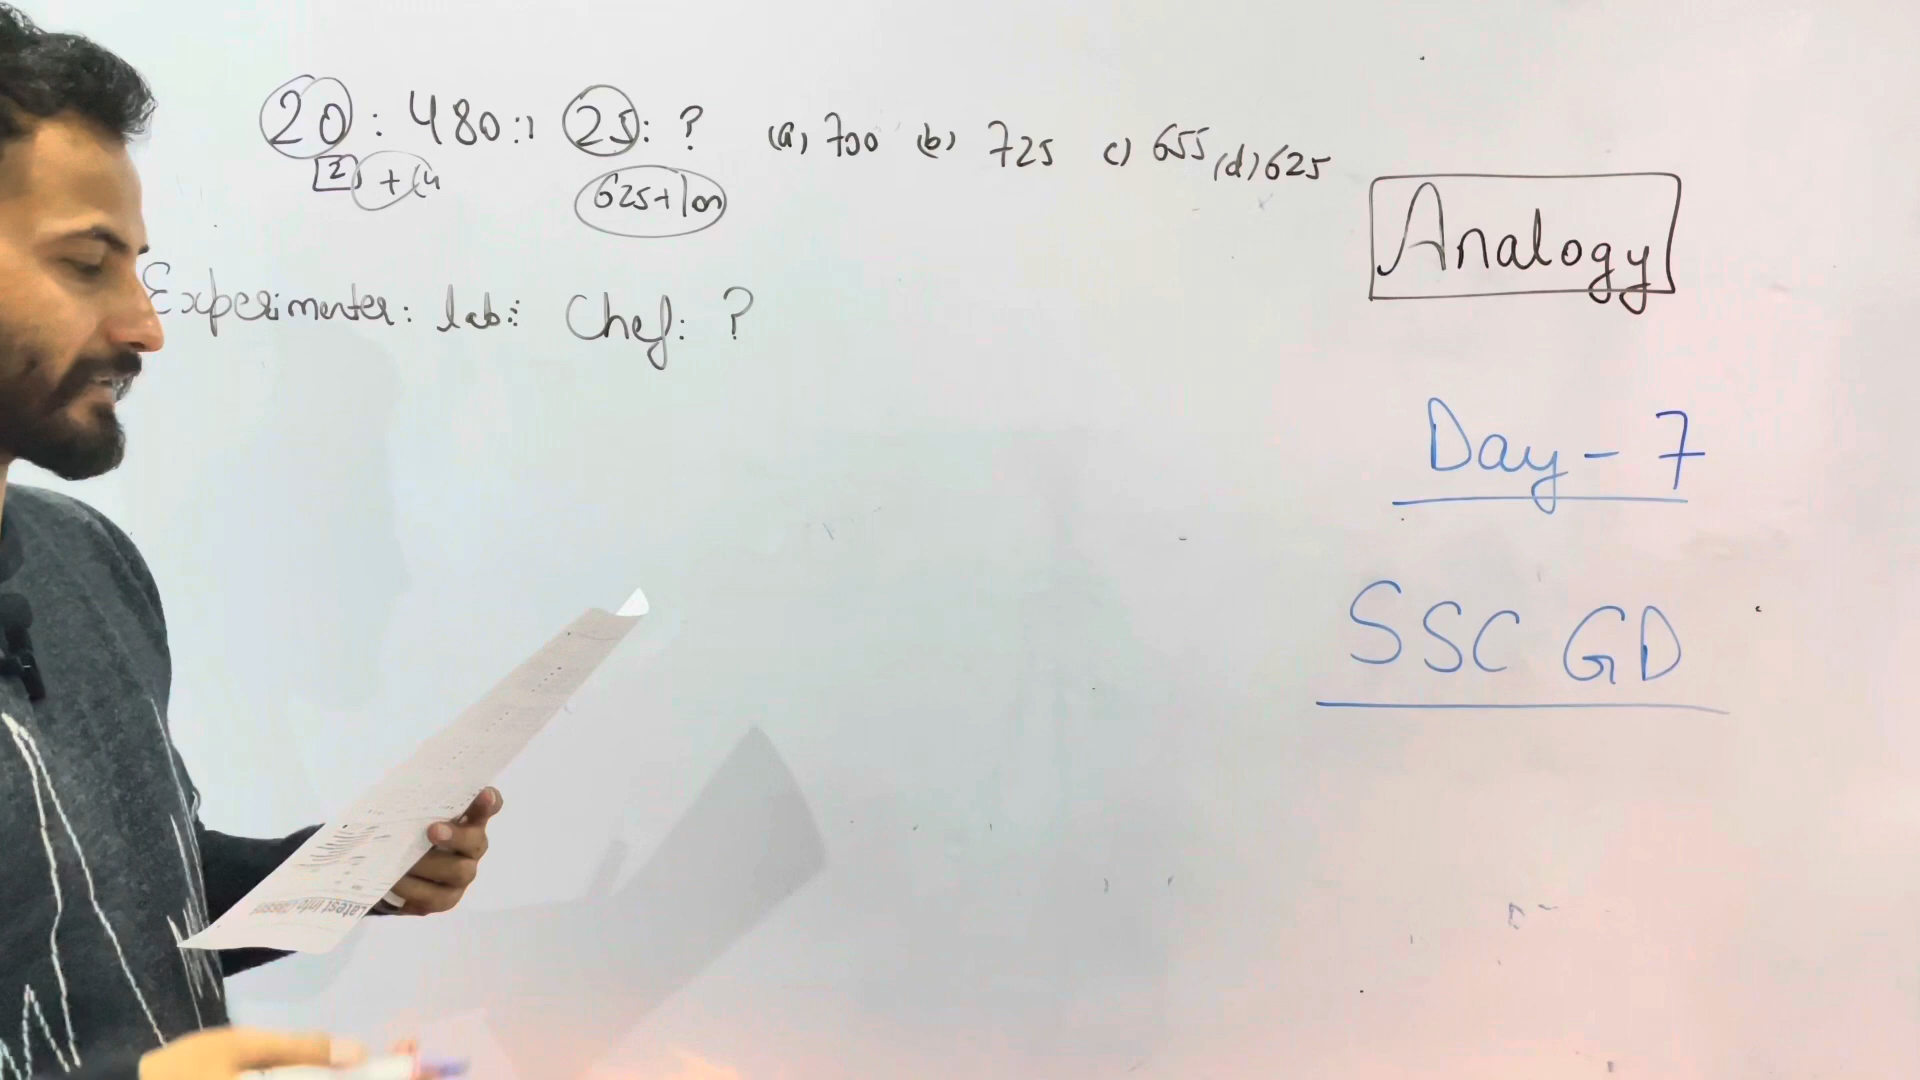 20 : 480 :: 25 : ? (a) 700 (b) 725 c) 655 (d) 625
2 + (4 625+100
Experimenter : lab :: Chef : ?
Analogy
Day - 7
SSC GD
Latest Info Classes